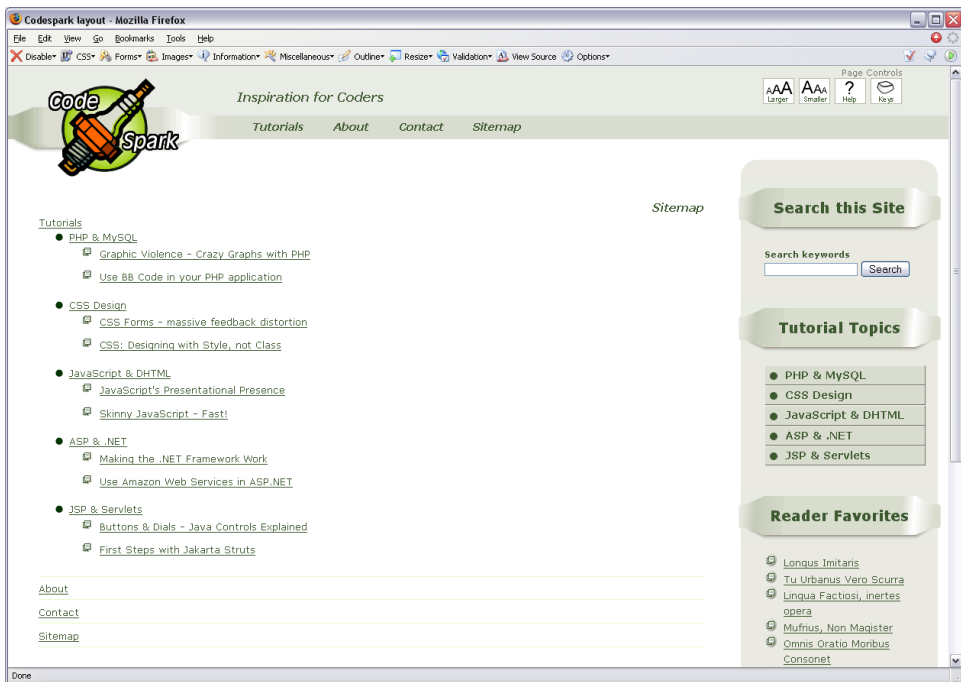 Codespark layout - Mozilla Firefox
File Edit View Go Bookmarks Tools Help
Disable CSS Forms Images Information Miscellaneous Outline Resize Validation View Source Options
Page Controls
AAA AAA ?
Larger Smaller Help Keys
Code
Spark
Inspiration for Coders
Tutorials About Contact Sitemap
Sitemap
Tutorials
PHP & MySQL
Graphic Violence - Crazy Graphs with PHP
Use BB Code in your PHP application
CSS Design
CSS Forms - massive feedback distortion
CSS: Designing with Style, not Class
JavaScript & DHTML
JavaScript's Presentational Presence
Skinny JavaScript - Fast!
ASP & .NET
Making the .NET Framework Work
Use Amazon Web Services in ASP.NET
JSP & Servlets
Buttons & Dials - Java Controls Explained
First Steps with Jakarta Struts
About
Contact
Sitemap
Search this Site
Search keywords
Search
Tutorial Topics
PHP & MySQL
CSS Design
JavaScript & DHTML
ASP & .NET
JSP & Servlets
Reader Favorites
Longus Imitaris
Tu Urbanus Vero Scurra
Lingua Factiosi, inertes
opera
Mufrius, Non Magister
Omnis Oratio Moribus
Consonet
Done